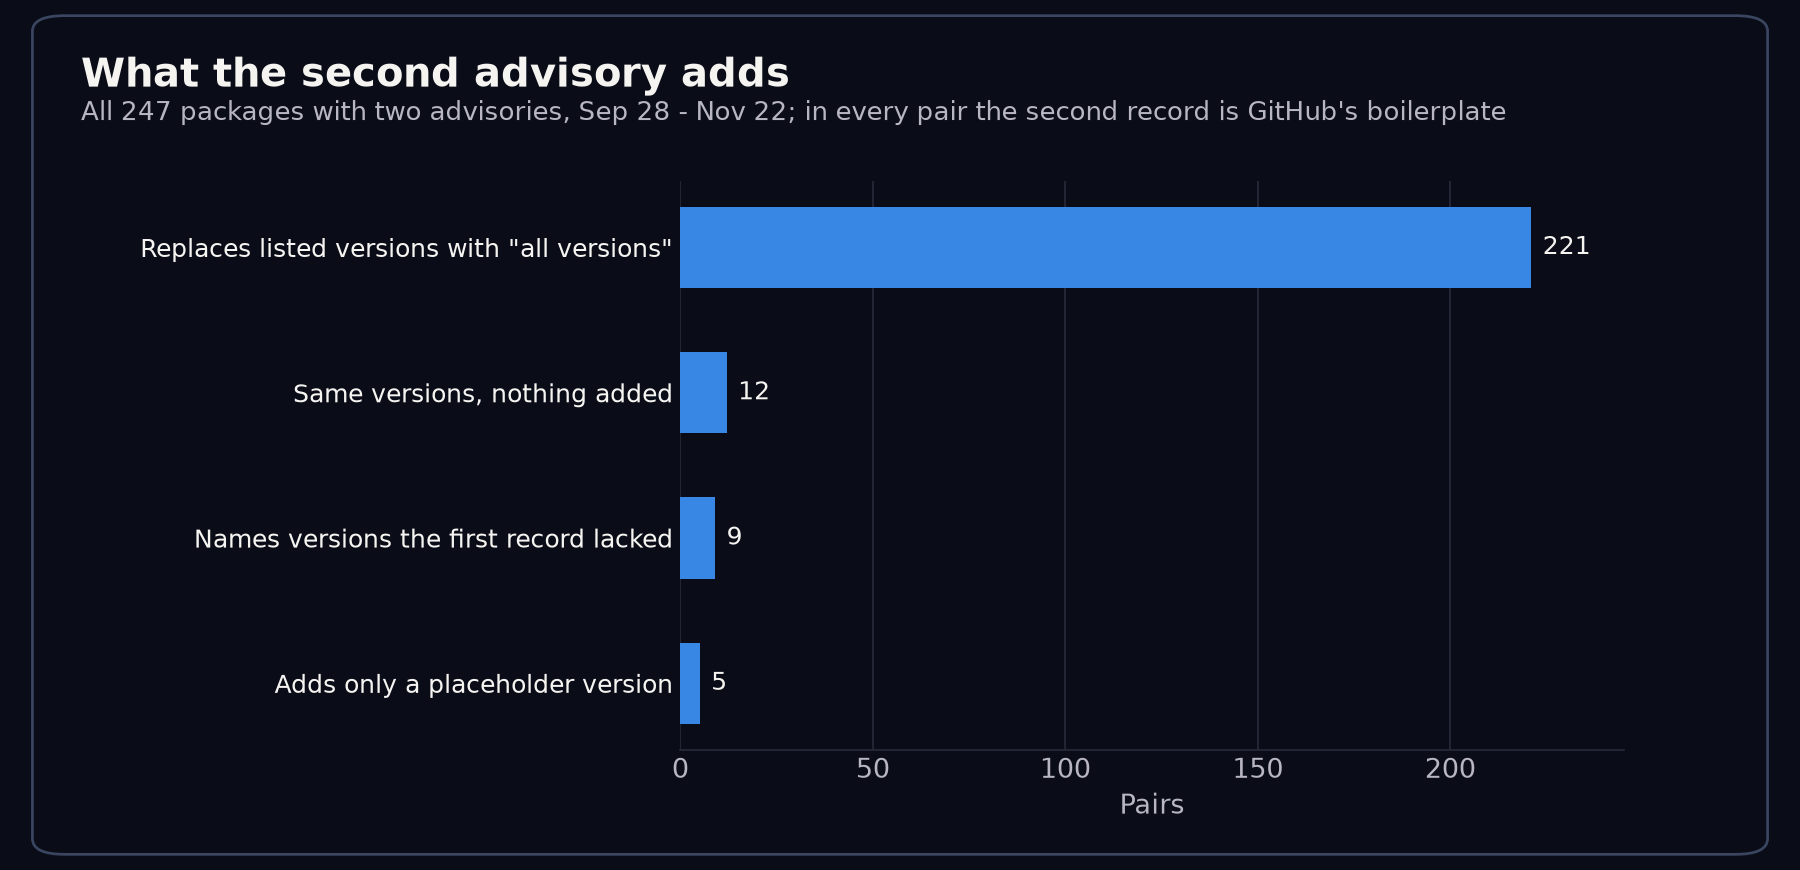 What the second advisory adds
All 247 packages with two advisories, Sep 28 - Nov 22; in every pair the second record is GitHub's boilerplate
Replaces listed versions with "all versions"
221
Same versions, nothing added
12
Names versions the first record lacked
9
Adds only a placeholder version
5
0 50 100 150 200
Pairs